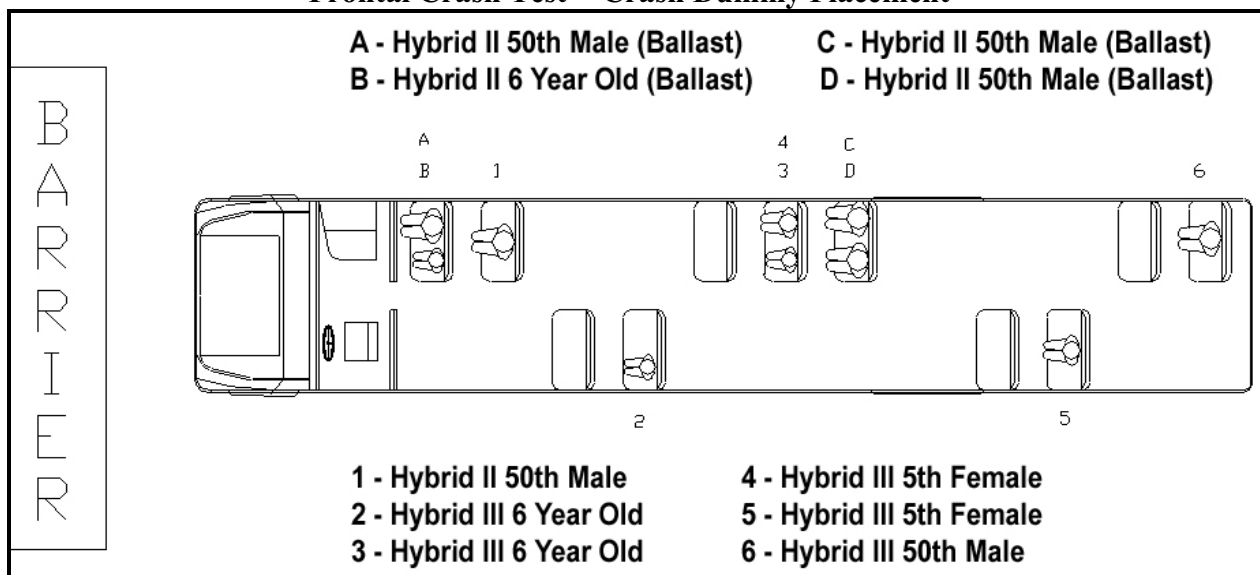 Frontal Crash Test – Crash Dummy Placement
A - Hybrid II 50th Male (Ballast) C - Hybrid II 50th Male (Ballast)
B - Hybrid II 6 Year Old (Ballast) D - Hybrid II 50th Male (Ballast)
BARRIER
A 4 C
B 1 3 D 6
2 5
1 - Hybrid II 50th Male 4 - Hybrid III 5th Female
2 - Hybrid III 6 Year Old 5 - Hybrid III 5th Female
3 - Hybrid III 6 Year Old 6 - Hybrid III 50th Male